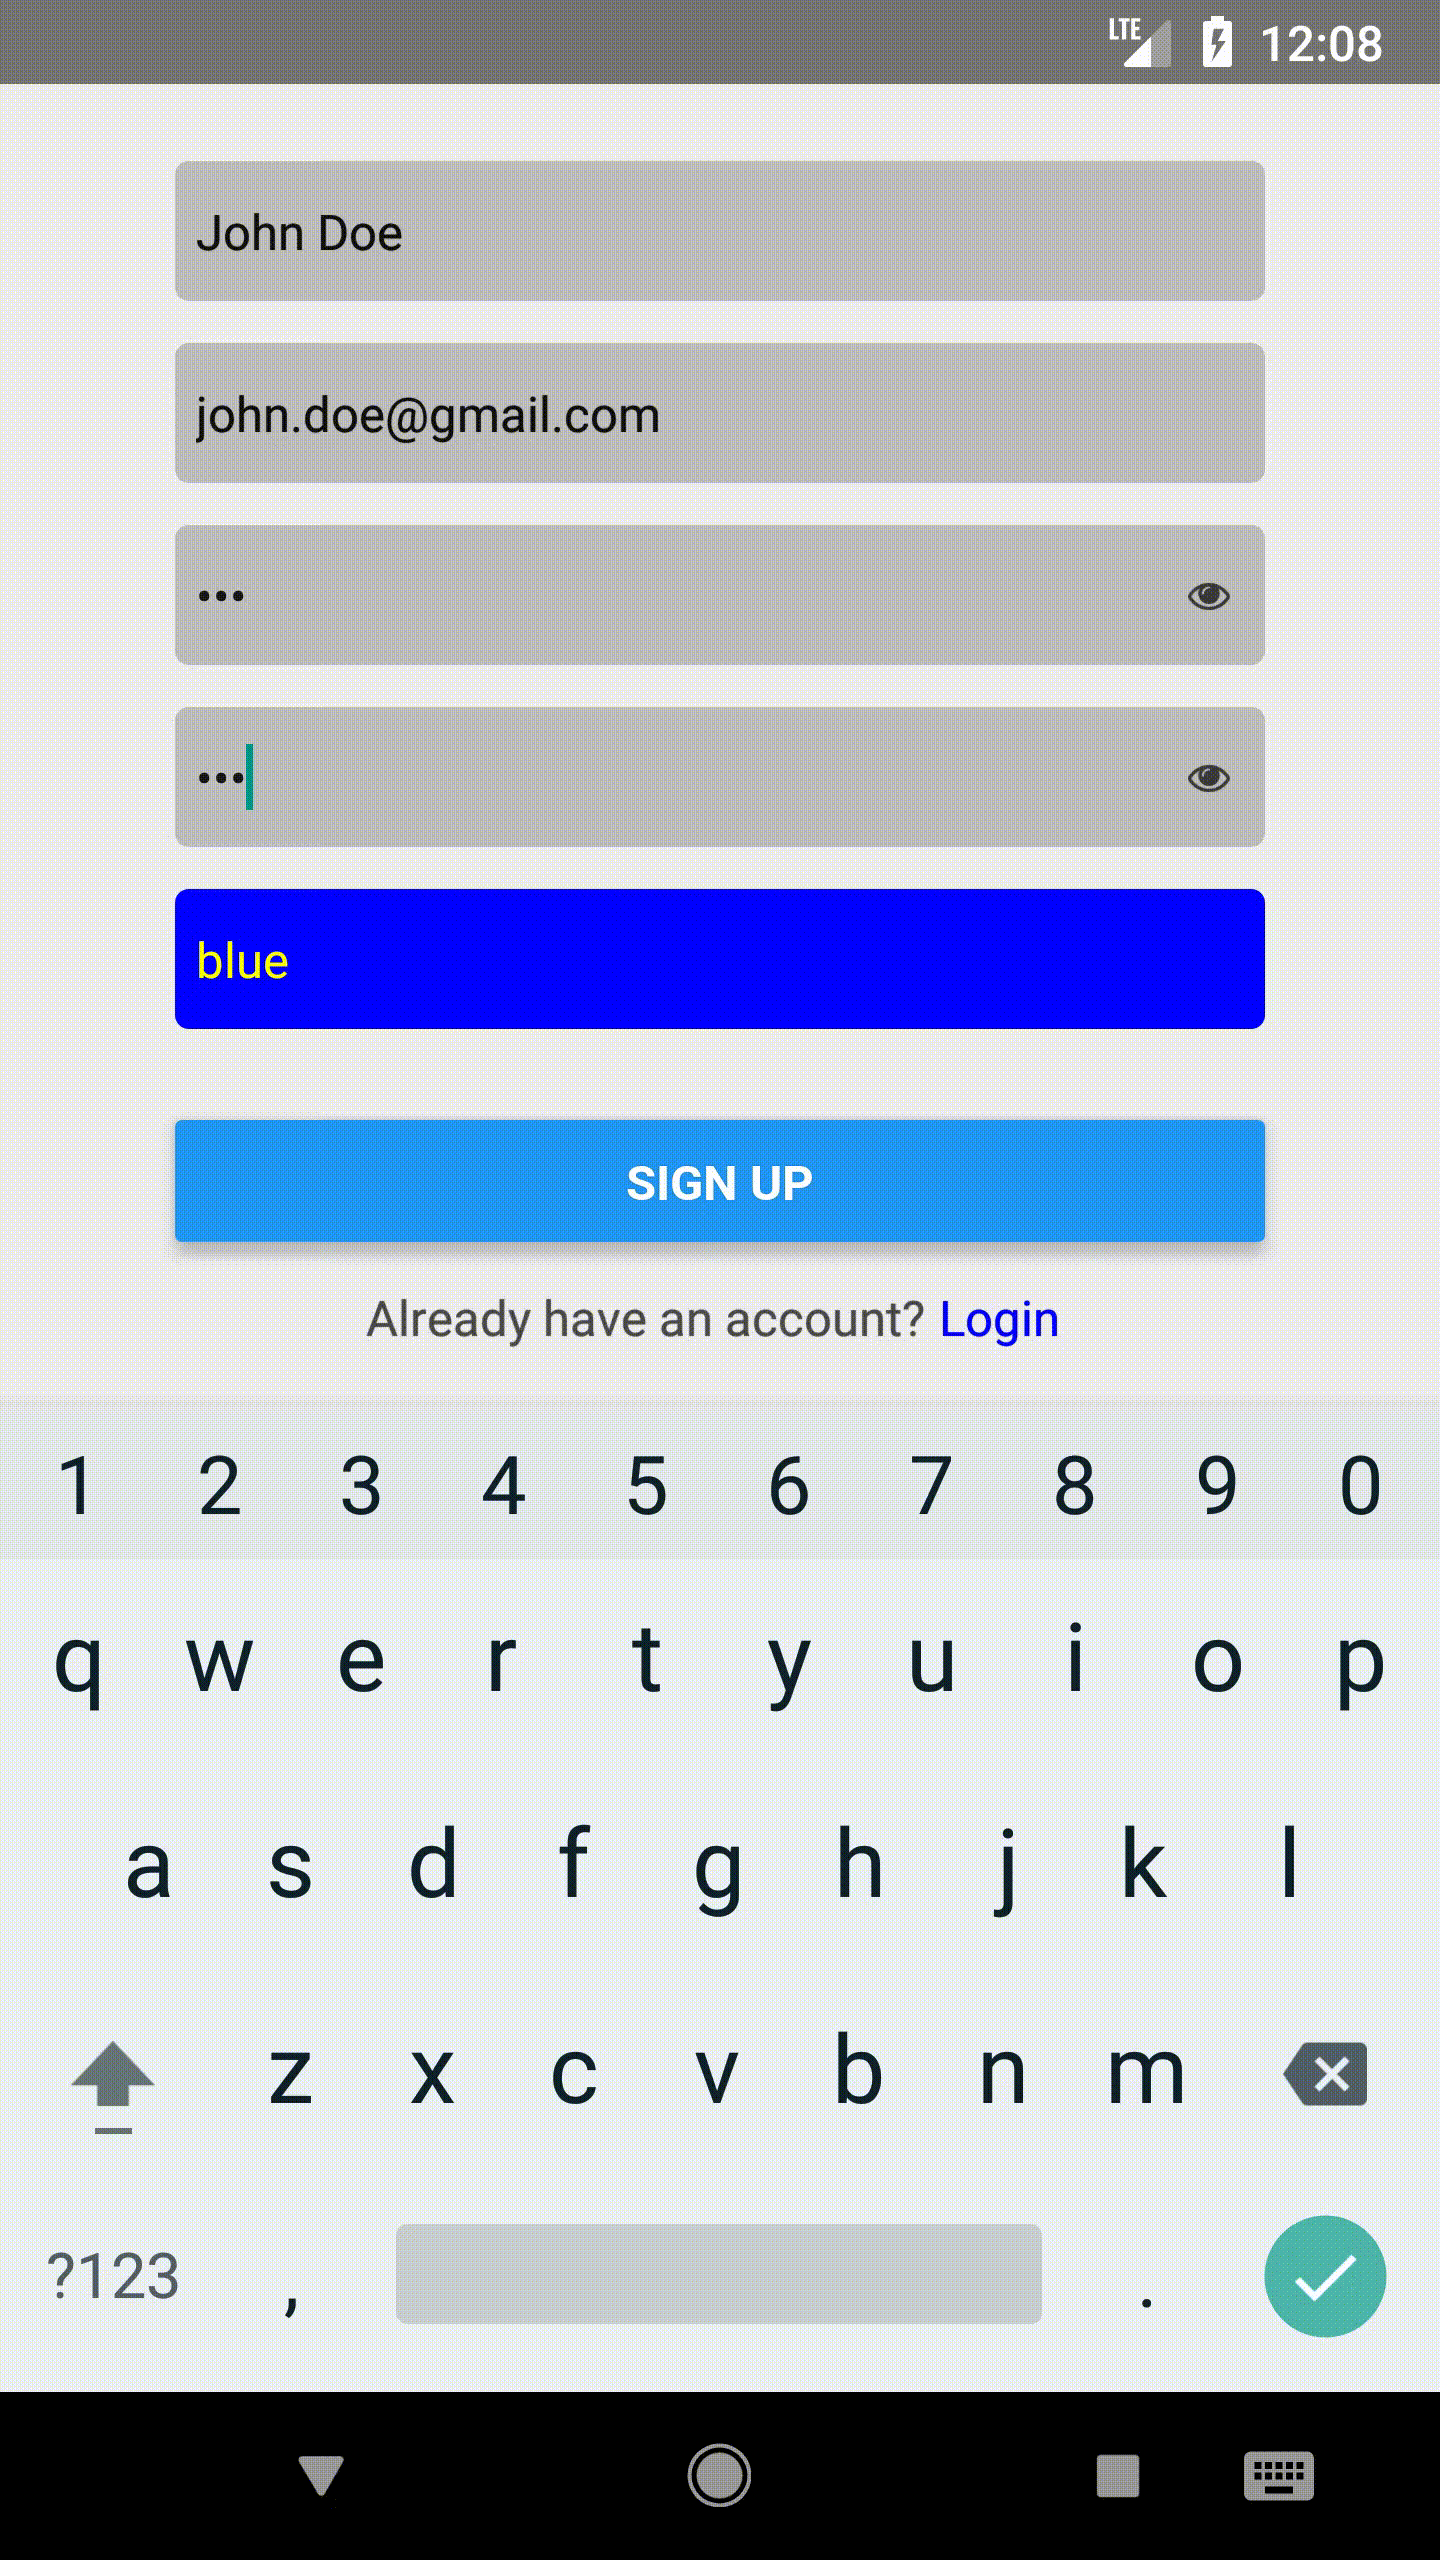 LTE 12:08
John Doe
john.doe@gmail.com
•••
•••
blue
SIGN UP
Already have an account? Login
1 2 3 4 5 6 7 8 9 0
q w e r t y u i o p
a s d f g h j k l
z x c v b n m
?123 , .